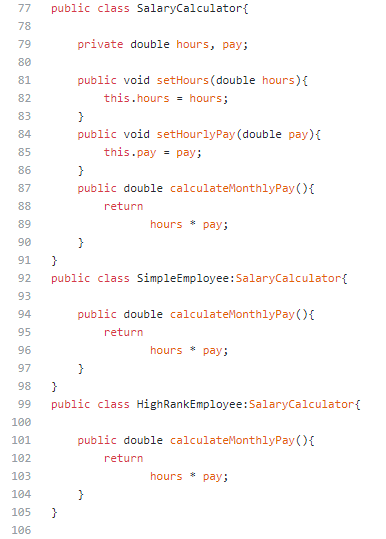 77 public class SalaryCalculator{
78
79 private double hours, pay;
80
81 public void setHours(double hours){
82 this.hours = hours;
83 }
84 public void setHourlyPay(double pay){
85 this.pay = pay;
86 }
87 public double calculateMonthlyPay(){
88 return
89 hours * pay;
90 }
91 }
92 public class SimpleEmployee:SalaryCalculator{
93
94 public double calculateMonthlyPay(){
95 return
96 hours * pay;
97 }
98 }
99 public class HighRankEmployee:SalaryCalculator{
100
101 public double calculateMonthlyPay(){
102 return
103 hours * pay;
104 }
105 }
106